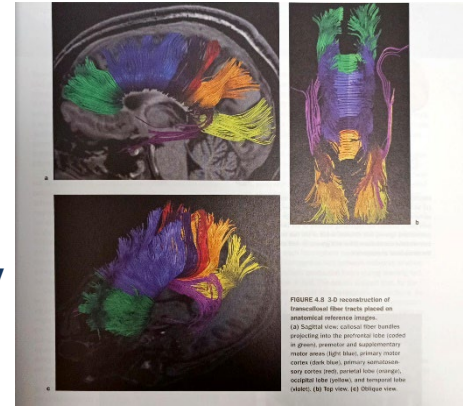 a
b
c
FIGURE 4.8 3-D reconstruction of
transcallosal fiber tracts placed on
anatomical reference images.
(a) Sagittal view: callosal fiber bundles
projecting into the prefrontal lobe (coded
in green), premotor and supplementary
motor areas (light blue), primary motor
cortex (dark blue), primary somatosen-
sory cortex (red), parietal lobe (orange),
occipital lobe (yellow), and temporal lobe
(violet). (b) Top view. (c) Oblique view.